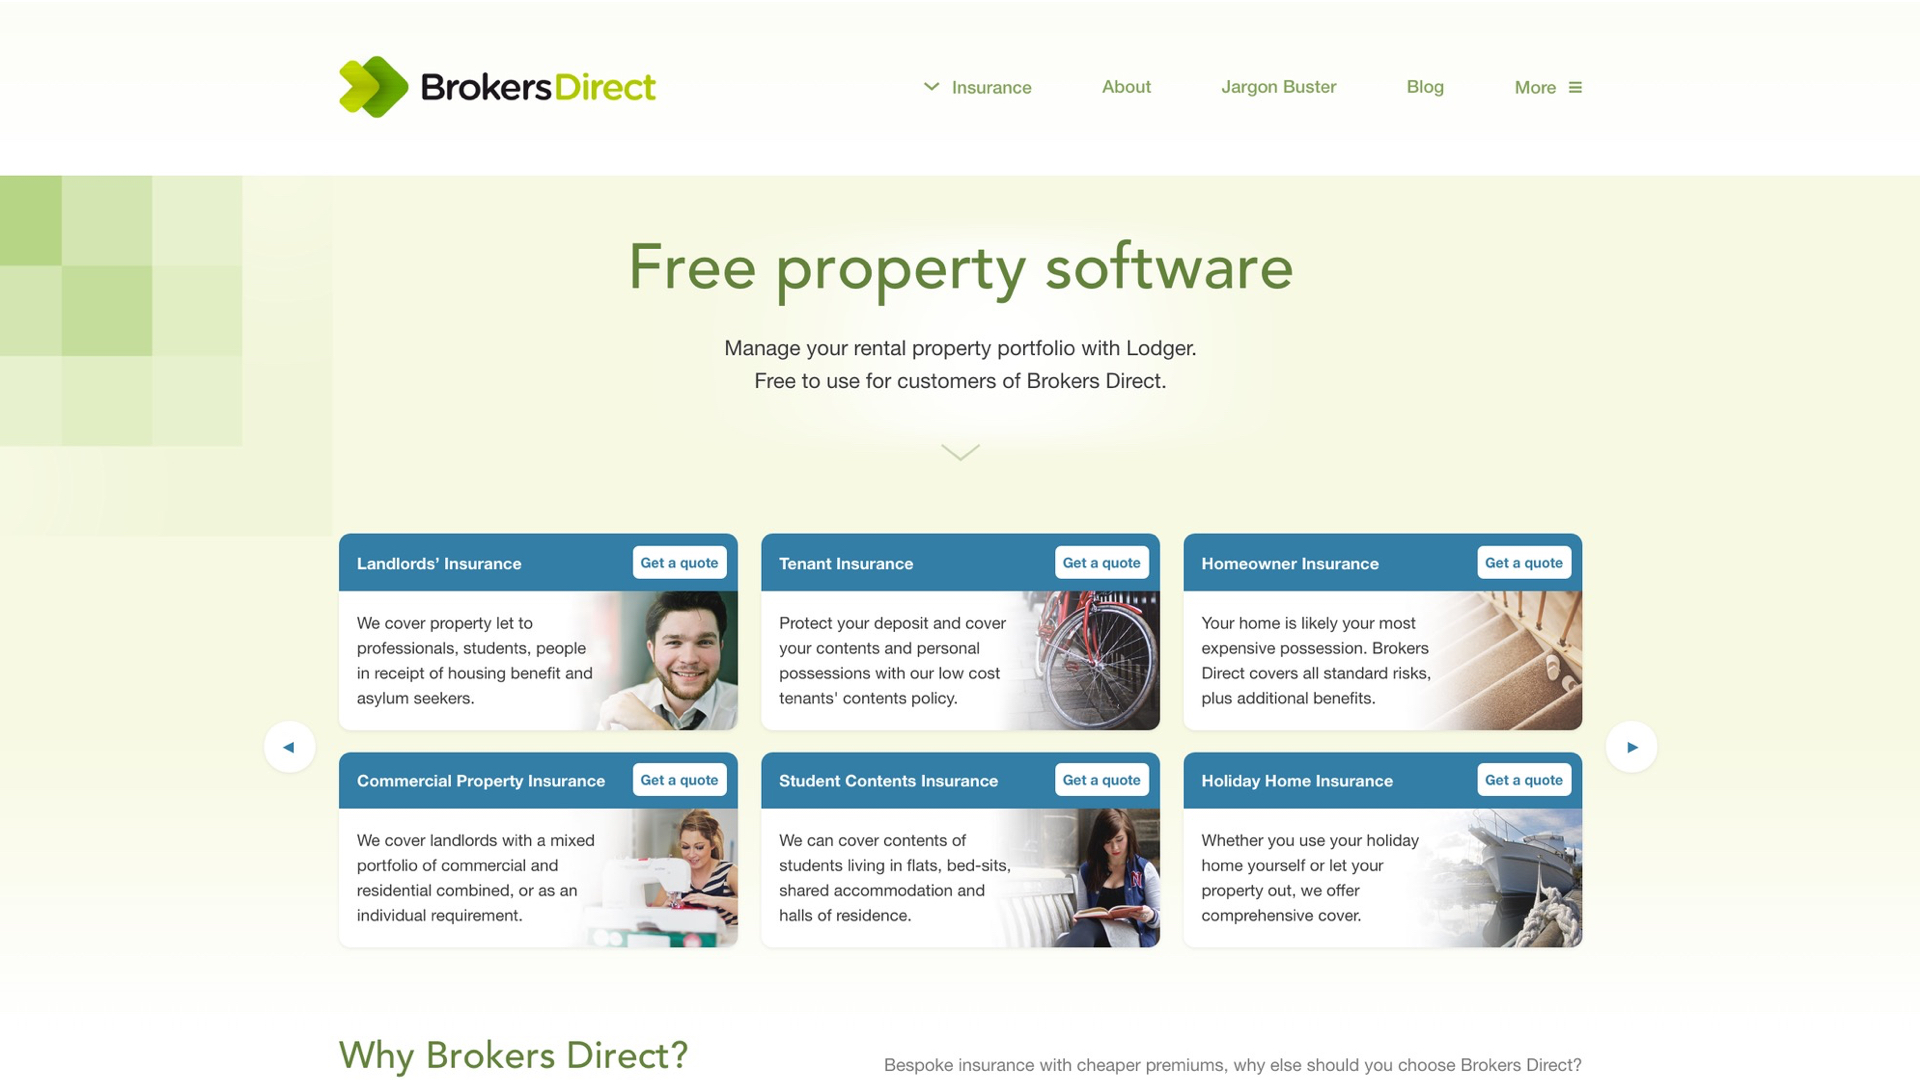 BrokersDirect
Insurance
About
Jargon Buster
Blog
More
Free property software
Manage your rental property portfolio with Lodger.
Free to use for customers of Brokers Direct.
Landlords’ Insurance
Get a quote
We cover property let to
professionals, students, people
in receipt of housing benefit and
asylum seekers.
Tenant Insurance
Get a quote
Protect your deposit and cover
your contents and personal
possessions with our low cost
tenants' contents policy.
Homeowner Insurance
Get a quote
Your home is likely your most
expensive possession. Brokers
Direct covers all standard risks,
plus additional benefits.
Commercial Property Insurance
Get a quote
We cover landlords with a mixed
portfolio of commercial and
residential combined, or as an
individual requirement.
Student Contents Insurance
Get a quote
We can cover contents of
students living in flats, bed-sits,
shared accommodation and
halls of residence.
Holiday Home Insurance
Get a quote
Whether you use your holiday
home yourself or let your
property out, we offer
comprehensive cover.
Why Brokers Direct?
Bespoke insurance with cheaper premiums, why else should you choose Brokers Direct?